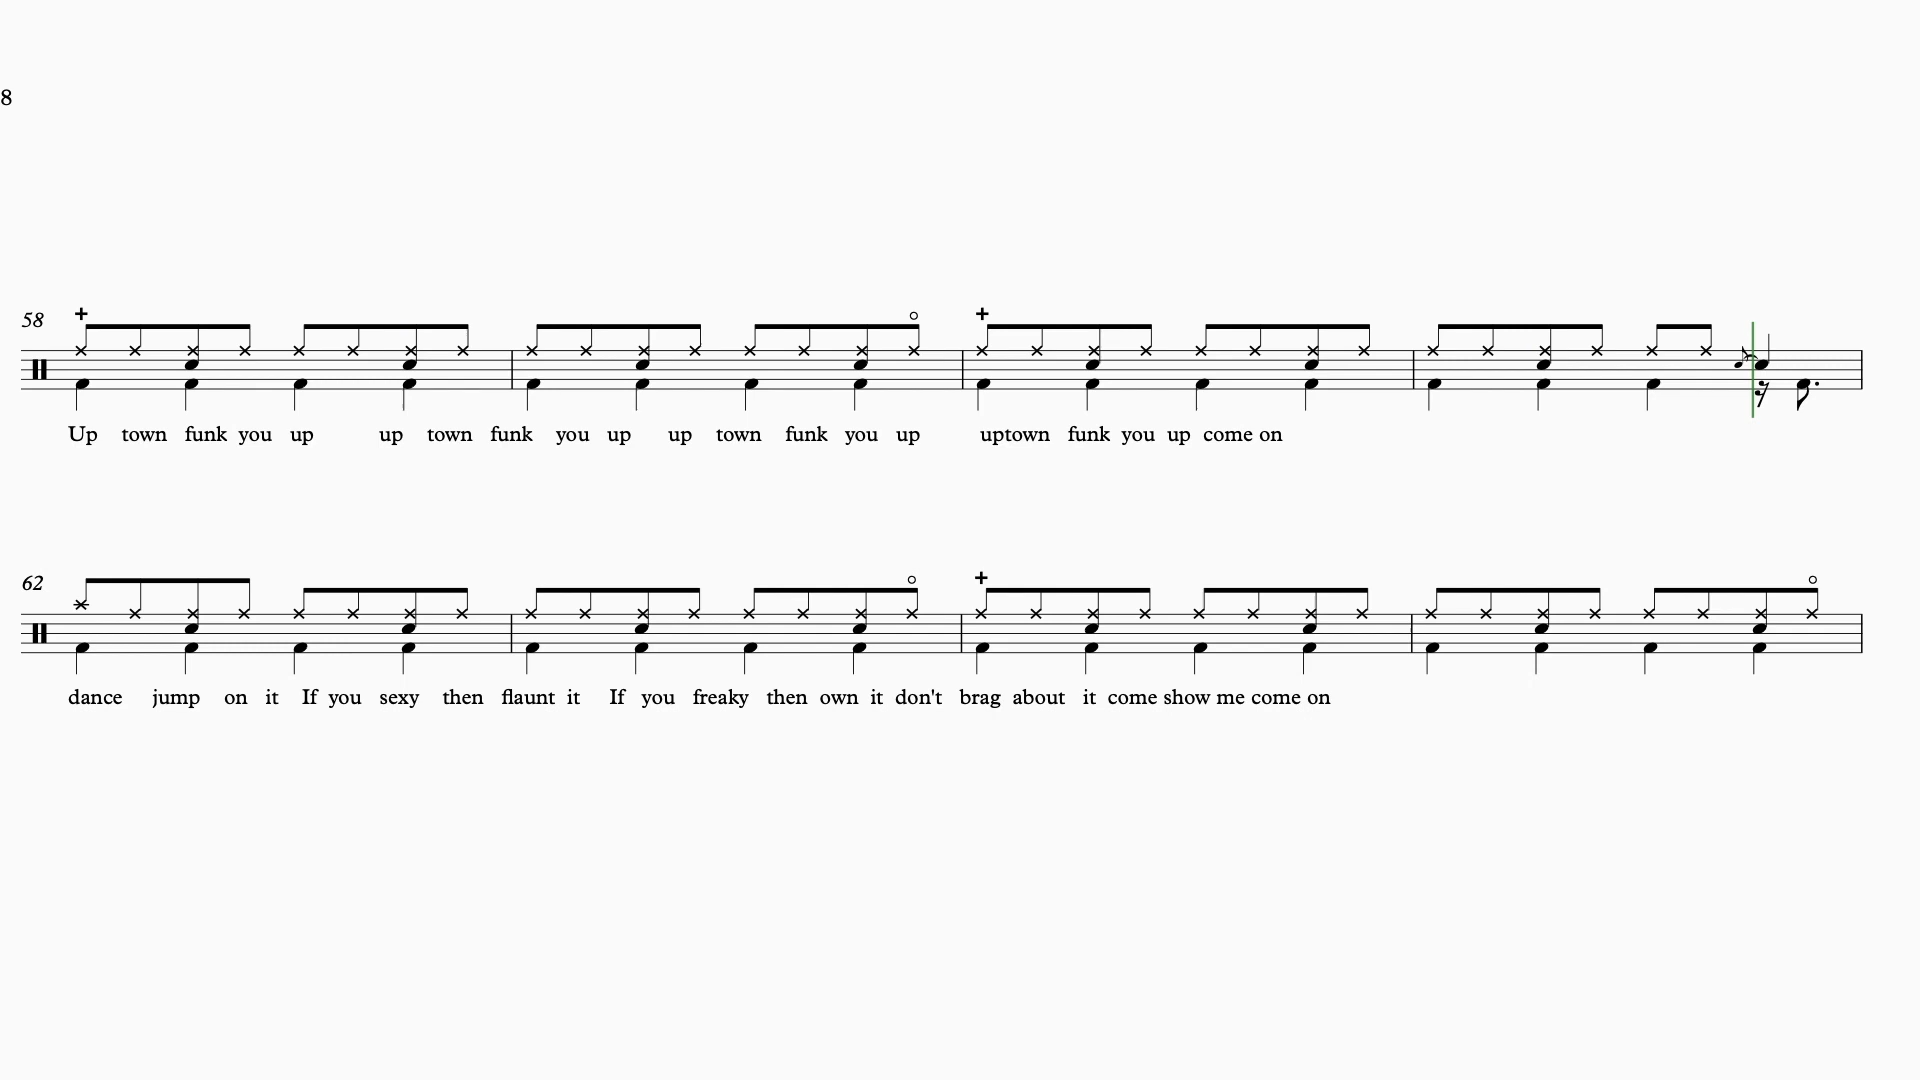 8
58
Up town funk you up up town funk you up up town funk you up uptown funk you up come on
62
dance jump on it If you sexy then flaunt it If you freaky then own it don't brag about it come show me come on